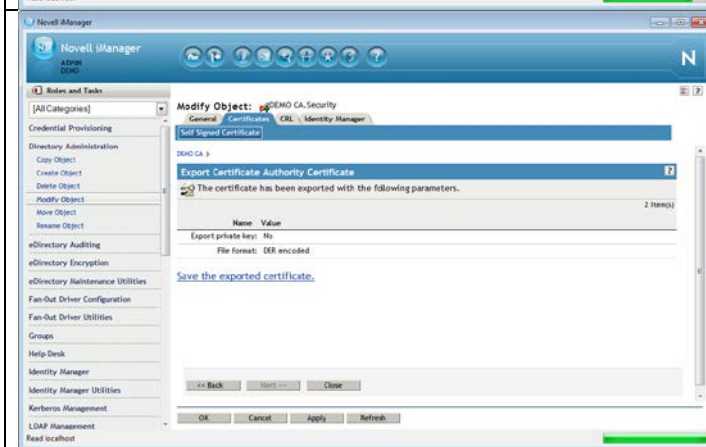 Novell iManager
Novell iManager
ADMIN
DEMO
N
Roles and Tasks
[All Categories]
Credential Provisioning
Directory Administration
Copy Object
Create Object
Delete Object
Modify Object
Move Object
Rename Object
eDirectory Auditing
eDirectory Encryption
eDirectory Maintenance Utilities
Fan-Out Driver Configuration
Fan-Out Driver Utilities
Groups
Help Desk
Identity Manager
Identity Manager Utilities
Kerberos Management
LDAP Management
Modify Object: DEMO CA.Security
General Certificates CRL Identity Manager
Self Signed Certificate
DEMO CA
Export Certificate Authority Certificate ?
The certificate has been exported with the following parameters.
2 Item(s)
Name Value
Export private key: No
File format: DER encoded
Save the exported certificate.
<< Back Next >> Close
OK Cancel Apply Refresh
Read localhost